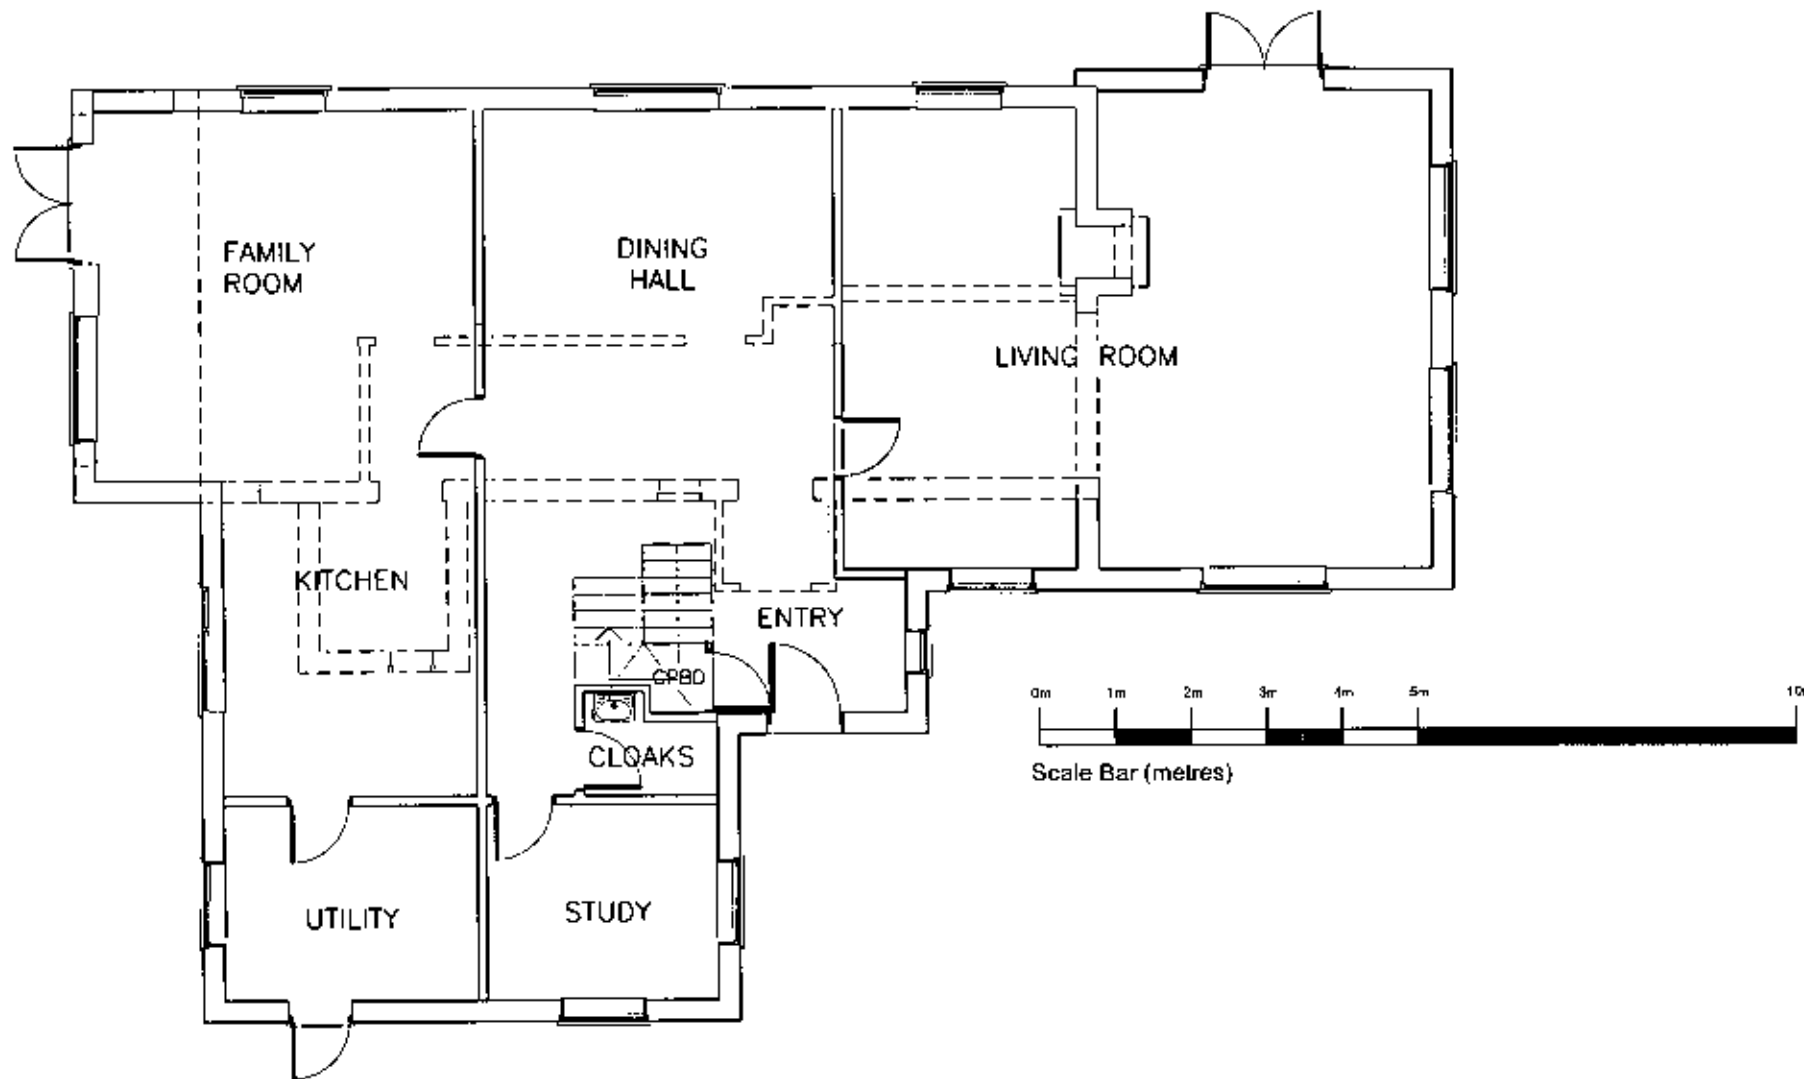 FAMILY
ROOM
DINING
HALL
LIVING ROOM
KITCHEN
ENTRY
CPBD
CLOAKS
UTILITY
STUDY
0m 1m 2m 3m 4m 5m
Scale Bar (metres)